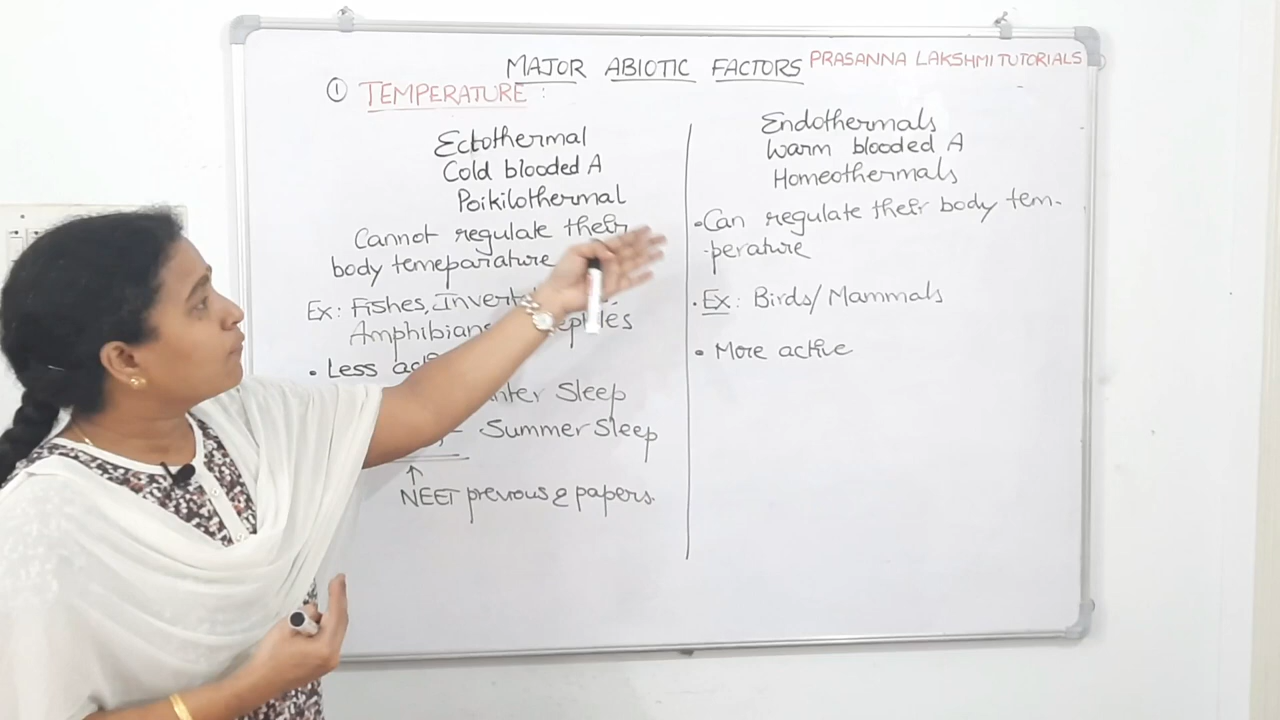 MAJOR ABIOTIC FACTORS
PRASANNA LAKSHMI TUTORIALS
① TEMPERATURE :
Ectothermal
Cold blooded A
Poikilothermal
Cannot regulate their
body temeparature
Ex: Fishes,
Amphibians
• Less
Sleep
- Summer Sleep
↑
NEET previous Q papers.
Endothermals
Warm blooded A
Homeothermals
• Can regulate their body tem-
-perature
• Ex: Birds/Mammals
• More active